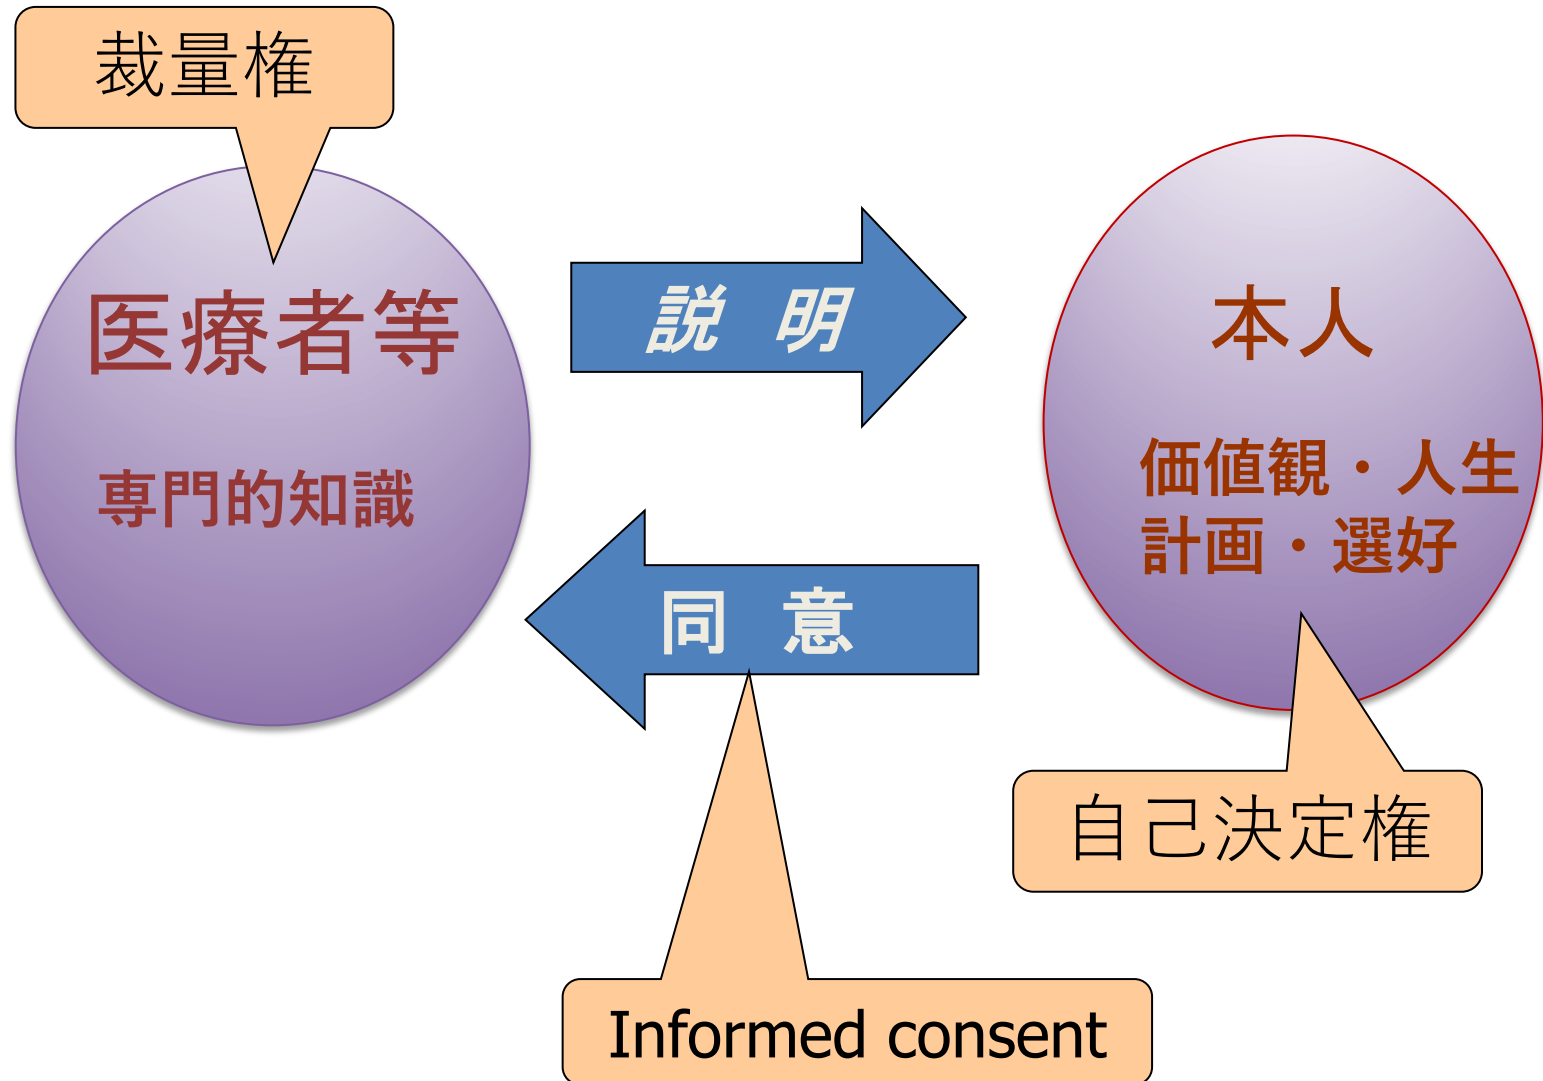 裁量権
医療者等
専門的知識
説 明
本人
価値観・人生
計画・選好
同 意
自己決定権
Informed consent